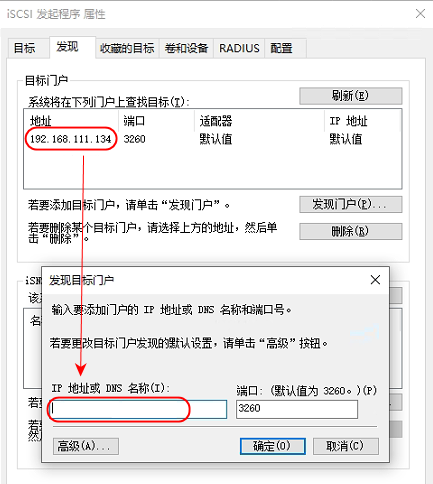 iSCSI 发起程序 属性
目标 发现 收藏的目标 卷和设备 RADIUS 配置
目标门户
系统将在下列门户上查找目标(T):
刷新(E)
地址 端口 适配器 IP 地址
192.168.111.134 3260 默认值 默认值
若要添加目标门户，请单击“发现门户”。
发现门户(P)...
若要删除某个目标门户，请选择上方的地址，然后单
击“删除”。
删除(R)
发现目标门户
输入要添加门户的 IP 地址或 DNS 名称和端口号。
若要更改目标门户发现的默认设置，请单击“高级”按钮。
IP 地址或 DNS 名称(I):
端口: (默认值为 3260。)(P)
3260
高级(A)...
确定(O)
取消(C)